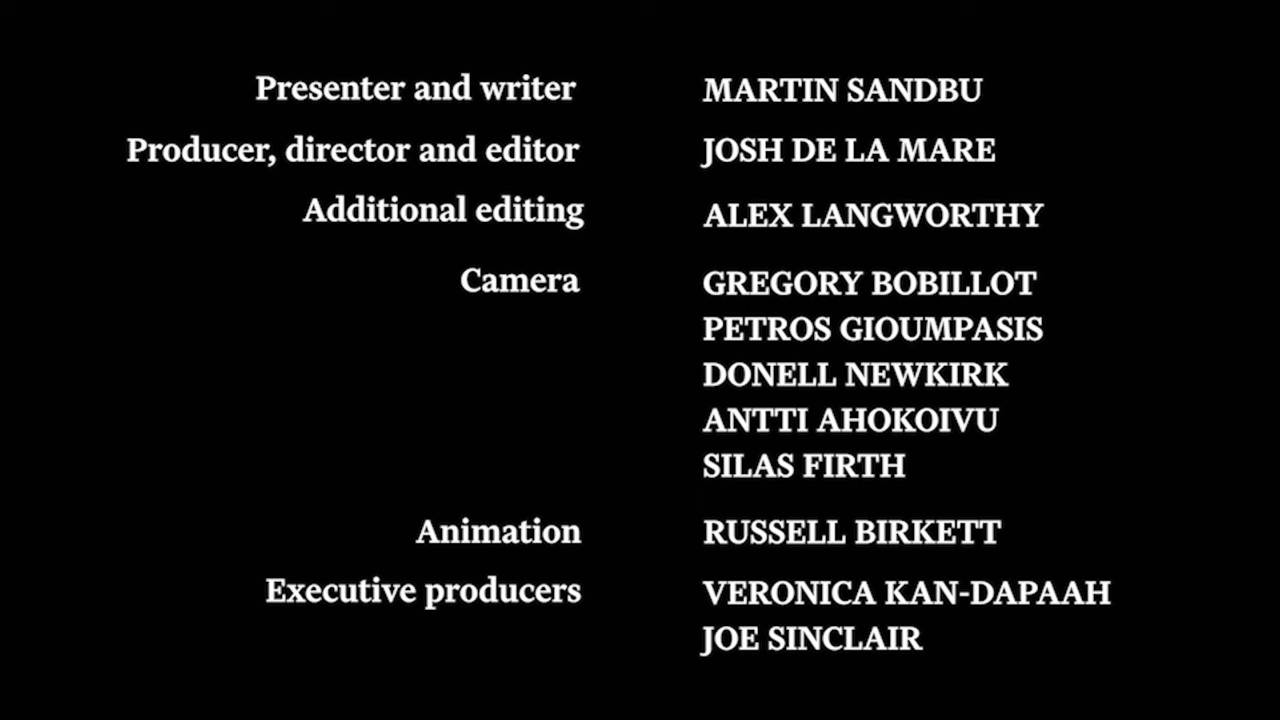 Presenter and writer MARTIN SANDBU
Producer, director and editor JOSH DE LA MARE
Additional editing ALEX LANGWORTHY
Camera GREGORY BOBILLOT
PETROS GIOUMPASIS
DONELL NEWKIRK
ANTTI AHOKOIVU
SILAS FIRTH
Animation RUSSELL BIRKETT
Executive producers VERONICA KAN-DAPAAH
JOE SINCLAIR